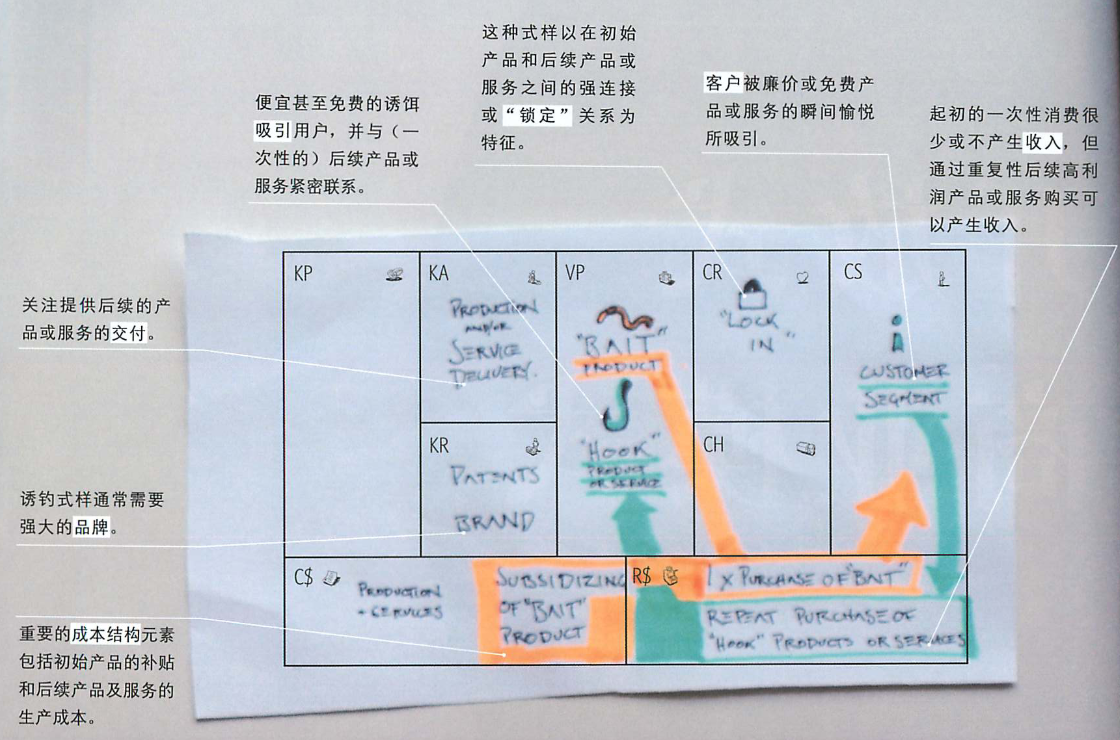 这种式样以在初始
产品和后续产品或
服务之间的强连接
或“锁定”关系为
特征。
客户被廉价或免费产
品或服务的瞬间愉悦
所吸引。
便宜甚至免费的诱饵
吸引用户，并与（一
次性的）后续产品或
服务紧密联系。
起初的一次性消费很
少或不产生收入，但
通过重复性后续高利
润产品或服务购买可
以产生收入。
关注提供后续的产
品或服务的交付。
诱钓式样通常需要
强大的品牌。
重要的成本结构元素
包括初始产品的补贴
和后续产品及服务的
生产成本。
KP
KA
PRODUCTION
AND/OR
SERVICE
DELIVERY.
KR
PATENTS
BRAND
VP
"BAIT"
PRODUCT
"HOOK"
PRODUCT
OR SERVICE
CR
"LOCK
IN"
CH
CS
CUSTOMER
SEGMENT
C$
PRODUCTION
+ SERVICES
SUBSIDIZING
OF "BAIT"
PRODUCT
R$
1 x PURCHASE OF "BAIT"
REPEAT PURCHASE OF
"HOOK" PRODUCTS OR SERVICES